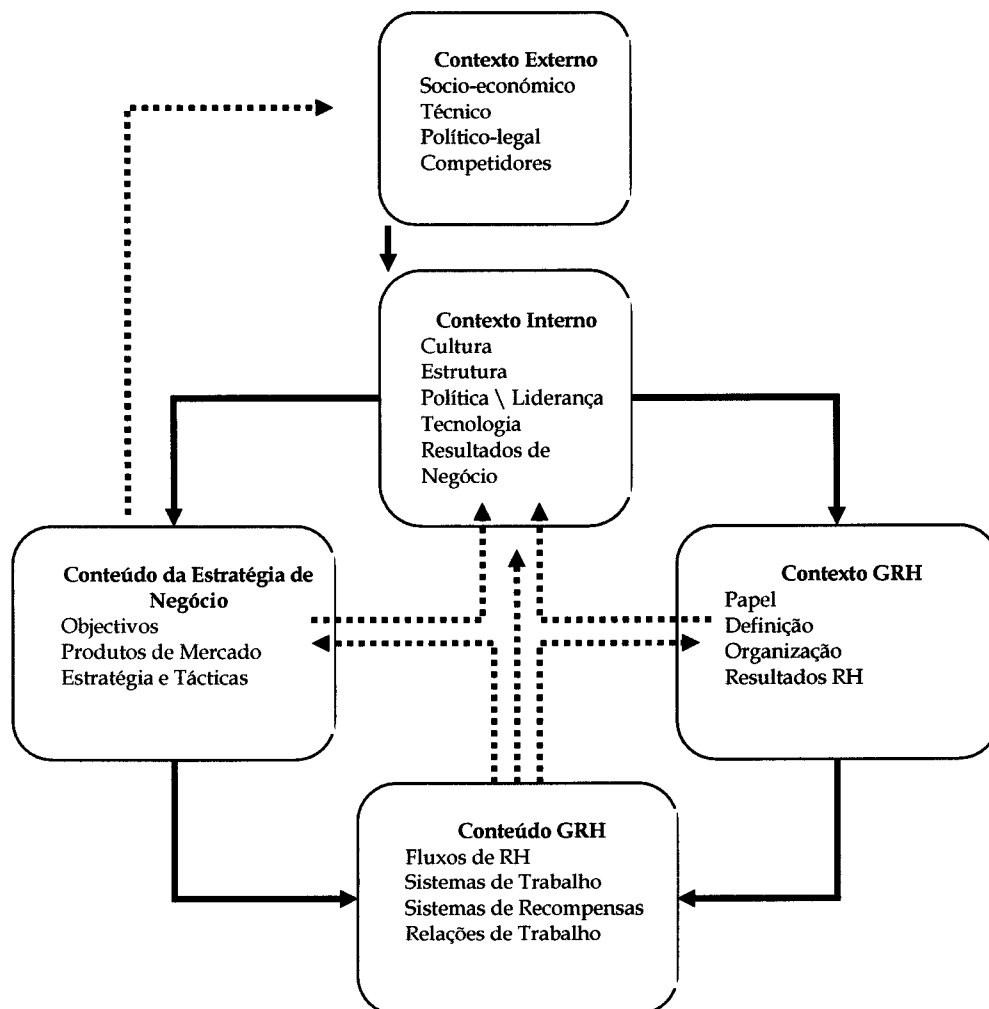 Contexto Externo
Socio-económico
Técnico
Político-legal
Competidores
Contexto Interno
Cultura
Estrutura
Política \ Liderança
Tecnologia
Resultados de
Negócio
Conteúdo da Estratégia de
Negócio
Objectivos
Produtos de Mercado
Estratégia e Tácticas
Contexto GRH
Papel
Definição
Organização
Resultados RH
Conteúdo GRH
Fluxos de RH
Sistemas de Trabalho
Sistemas de Recompensas
Relações de Trabalho